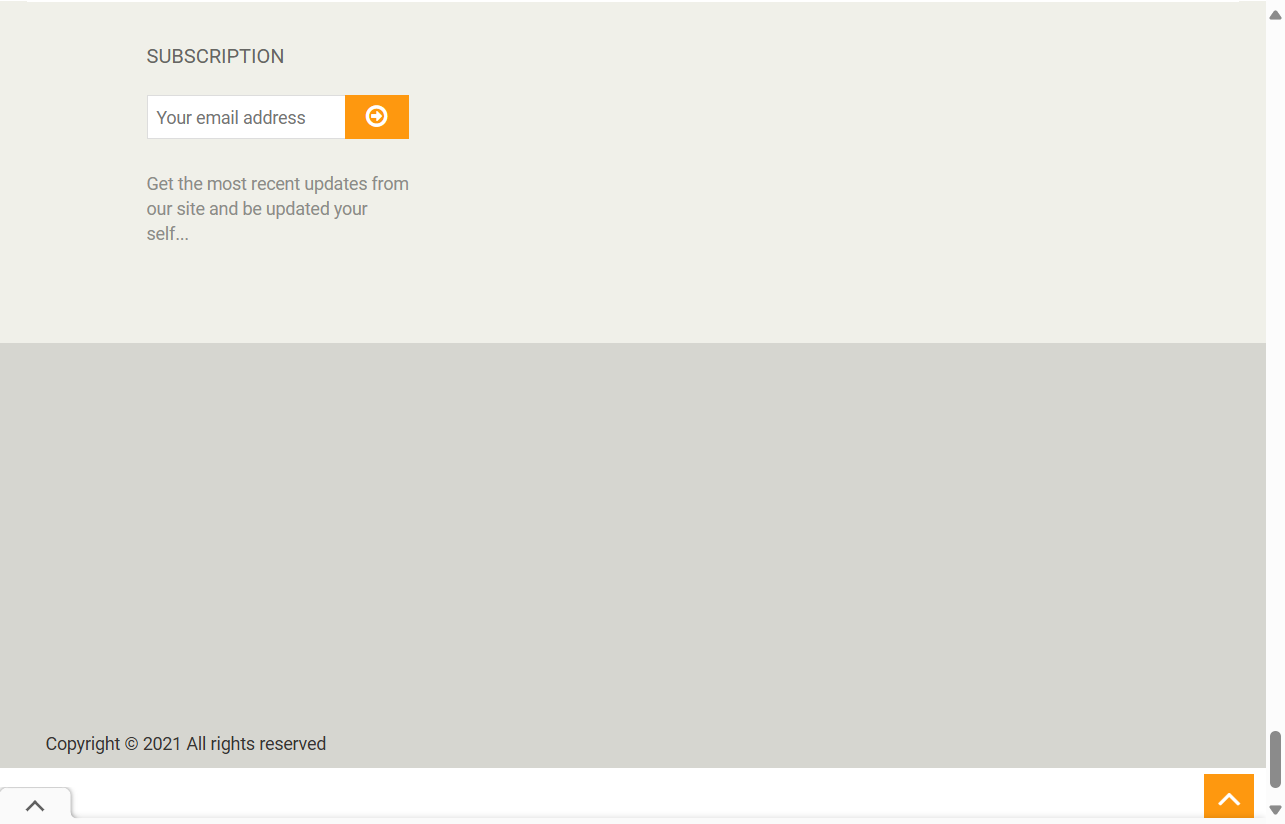 SUBSCRIPTION
Your email address
Get the most recent updates from
our site and be updated your
self...
Copyright © 2021 All rights reserved